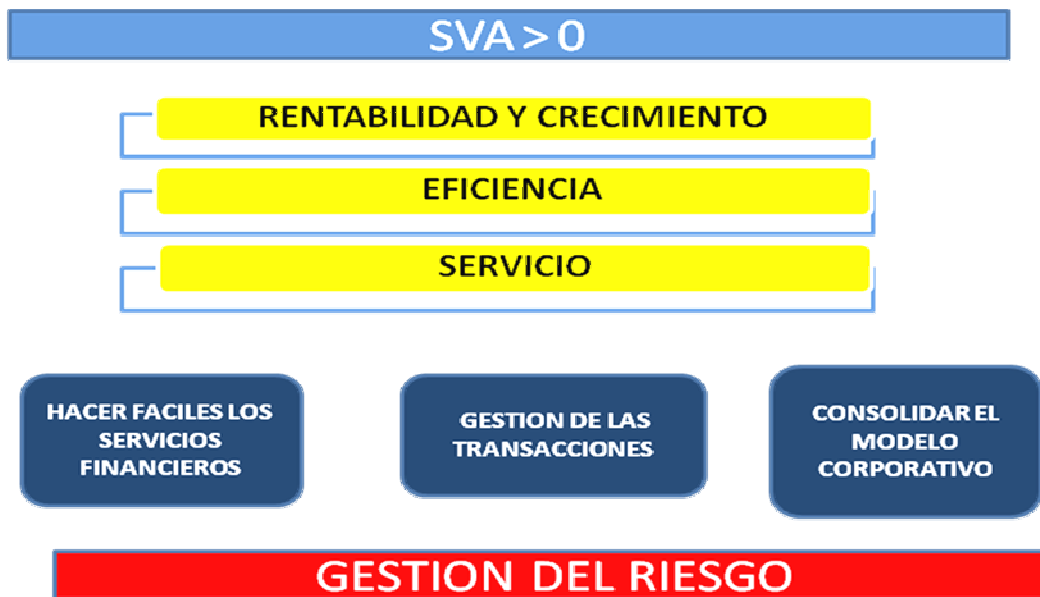 SVA > 0
RENTABILIDAD Y CRECIMIENTO
EFICIENCIA
SERVICIO
HACER FACILES LOS
SERVICIOS
FINANCIEROS
GESTION DE LAS
TRANSACCIONES
CONSOLIDAR EL
MODELO
CORPORATIVO
GESTION DEL RIESGO